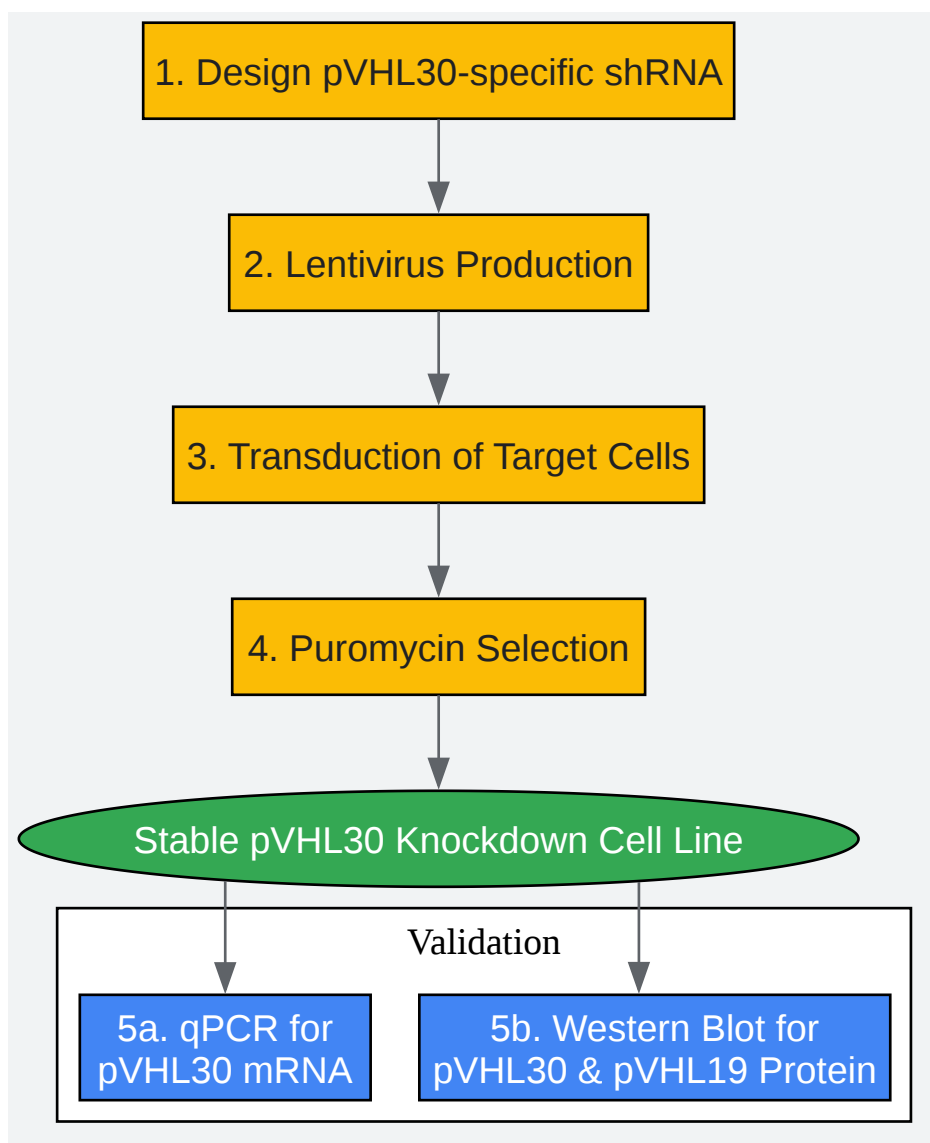 1. Design pVHL30-specific shRNA
2. Lentivirus Production
3. Transduction of Target Cells
4. Puromycin Selection
Stable pVHL30 Knockdown Cell Line
Validation
5a. qPCR for
pVHL30 mRNA
5b. Western Blot for
pVHL30 & pVHL19 Protein